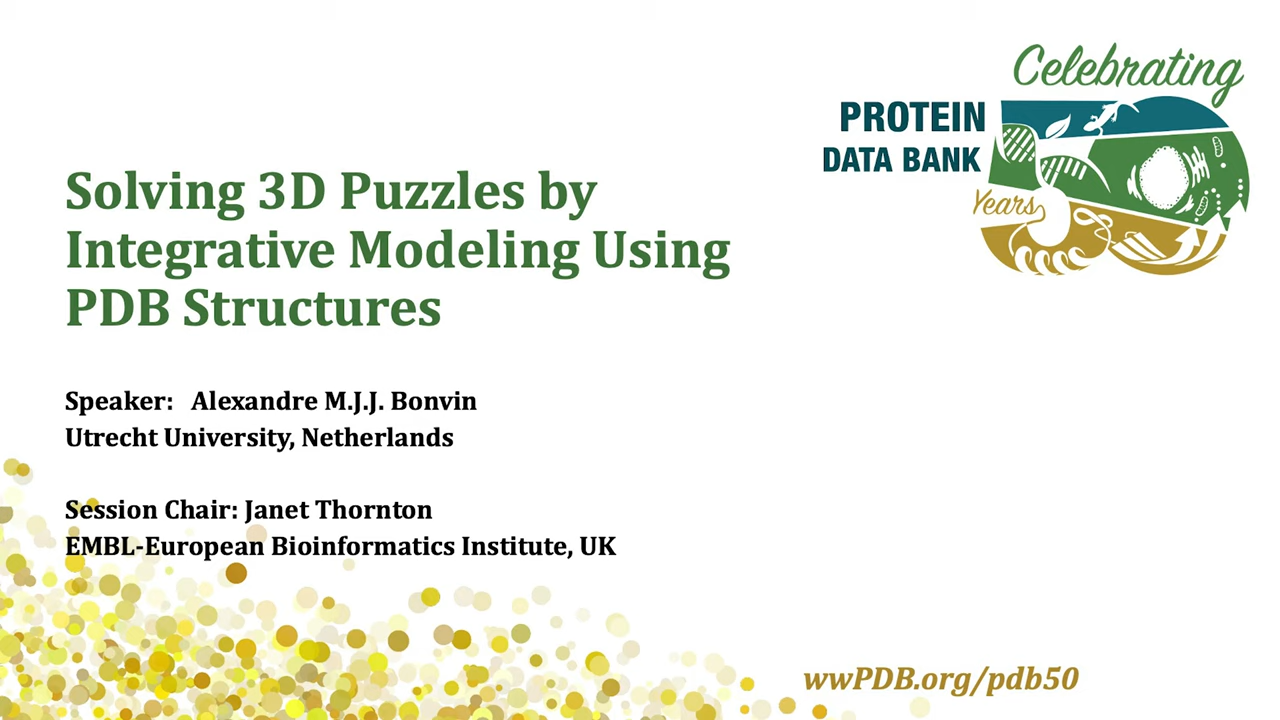 Celebrating
PROTEIN
DATA BANK
50
Years
Solving 3D Puzzles by
Integrative Modeling Using
PDB Structures
Speaker: Alexandre M.J.J. Bonvin
Utrecht University, Netherlands
Session Chair: Janet Thornton
EMBL-European Bioinformatics Institute, UK
wwPDB.org/pdb50